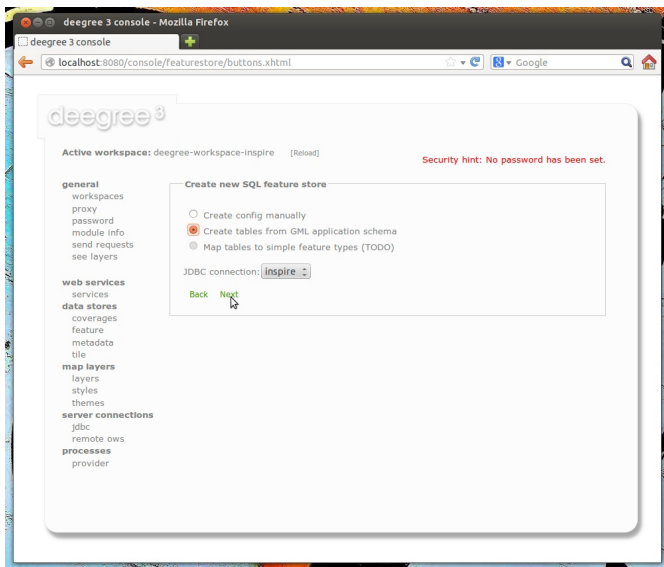 deegree 3 console - Mozilla Firefox
deegree 3 console
localhost:8080/console/featurestore/buttons.xhtml
Google
deegree 3
Active workspace: deegree-workspace-inspire [Reload]
Security hint: No password has been set.
general
workspaces
proxy
password
module info
send requests
see layers
web services
services
data stores
coverages
feature
metadata
tile
map layers
layers
styles
themes
server connections
jdbc
remote ows
processes
provider
Create new SQL feature store
Create config manually
Create tables from GML application schema
Map tables to simple feature types (TODO)
JDBC connection: inspire
Back Next